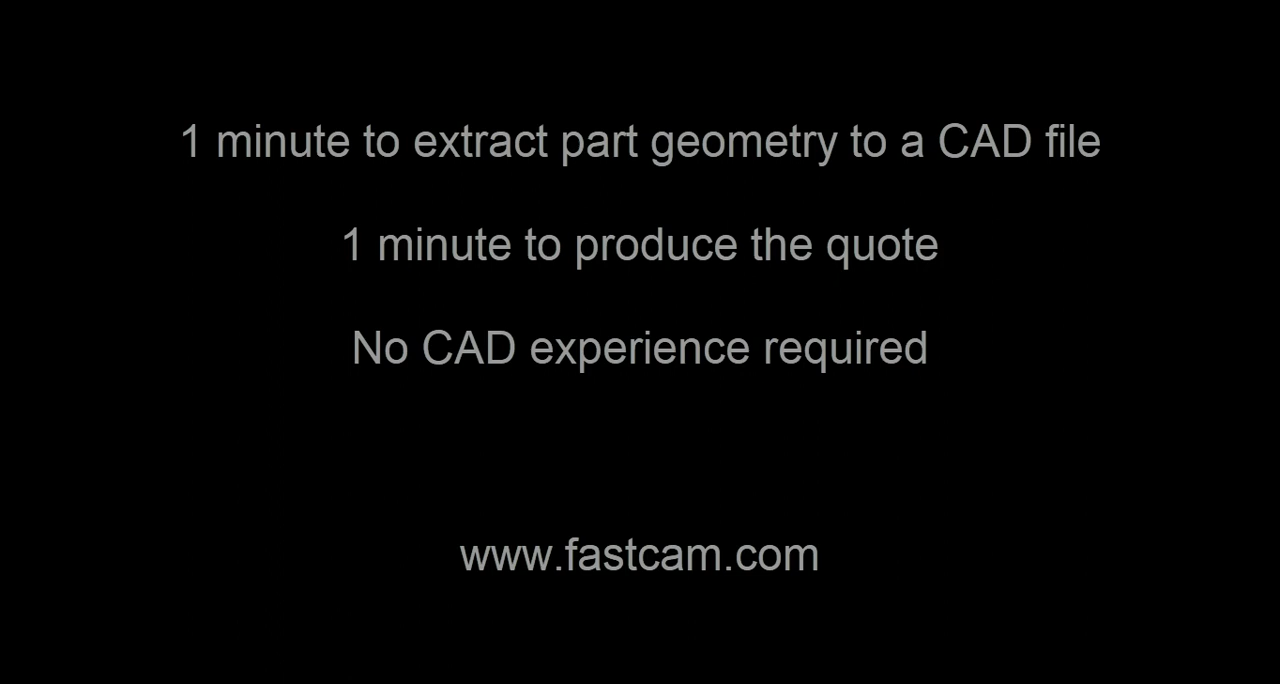 1 minute to extract part geometry to a CAD file
1 minute to produce the quote
No CAD experience required
www.fastcam.com